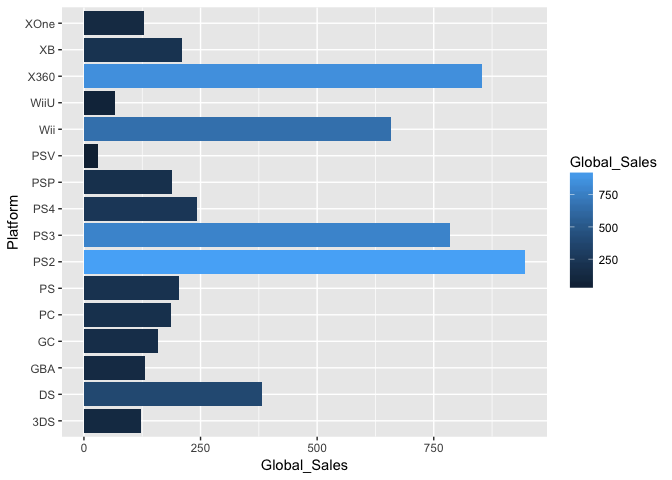 XOne
XB
X360
WiiU
Wii
PSV
PSP
PS4
PS3
PS2
PS
PC
GC
GBA
DS
3DS
Platform
0 250 500 750
Global_Sales
Global_Sales
750
500
250